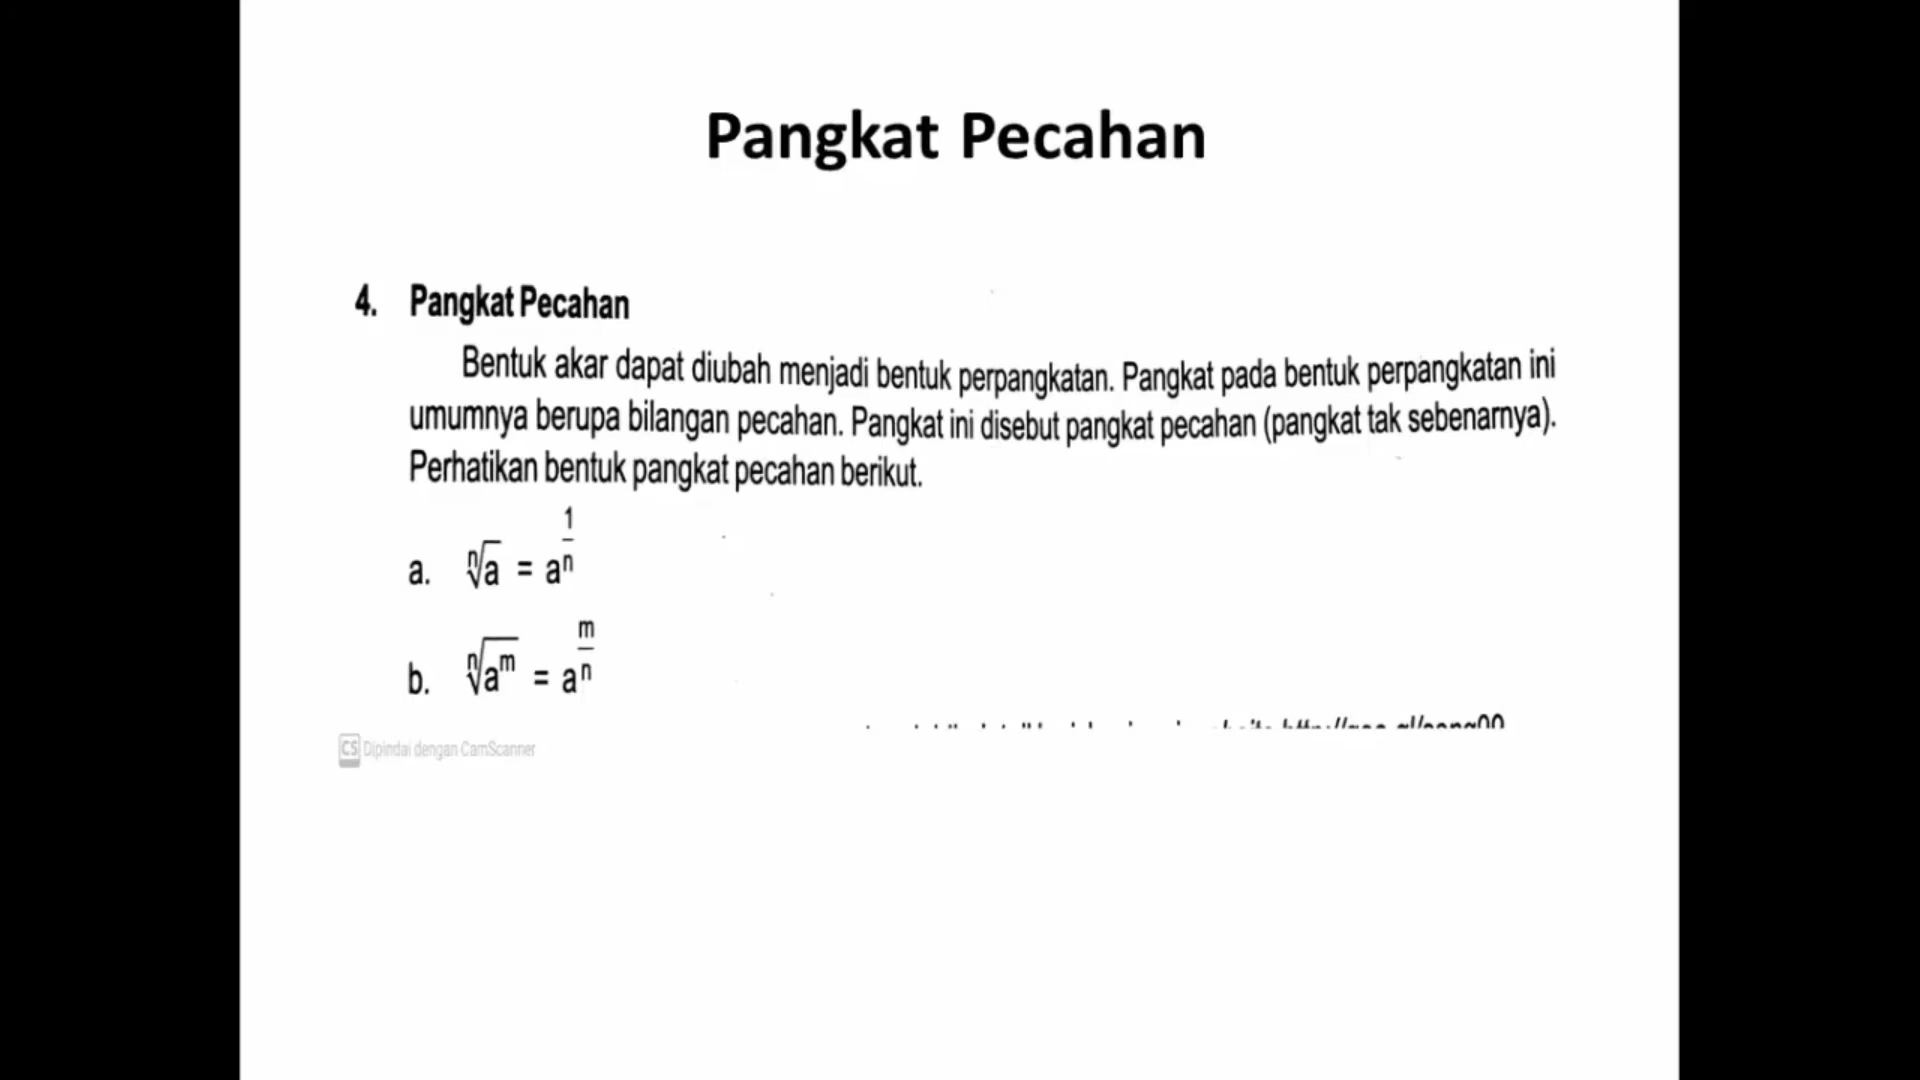 Pangkat Pecahan
4. Pangkat Pecahan
Bentuk akar dapat diubah menjadi bentuk perpangkatan. Pangkat pada bentuk perpangkatan ini
umumnya berupa bilangan pecahan. Pangkat ini disebut pangkat pecahan (pangkat tak sebenarnya).
Perhatikan bentuk pangkat pecahan berikut.
a. ⁿ√a = a^(1/n)
b. ⁿ√(a^m) = a^(m/n)
CS Dipindai dengan CamScanner